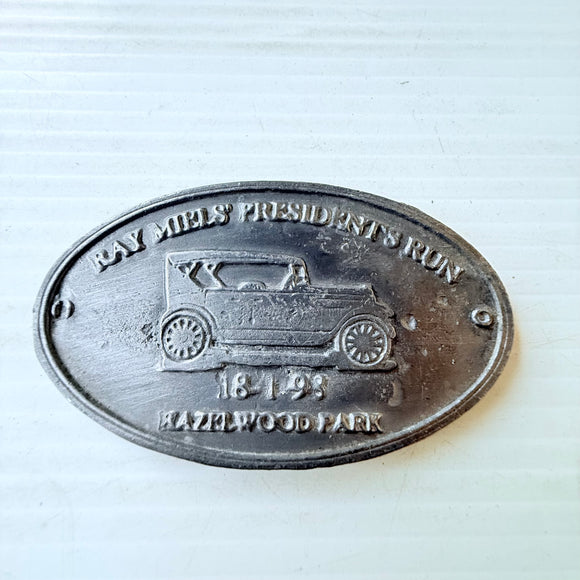 RAY MIELS' PRESIDENT'S RUN
18-1-98
HAZELWOOD PARK